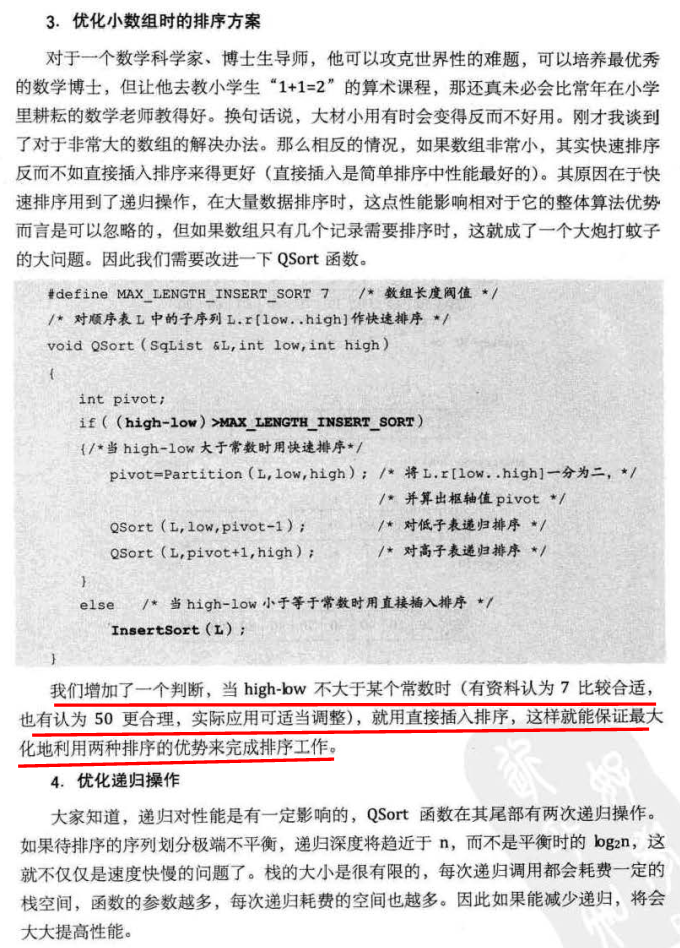 3. 优化小数组时的排序方案
对于一个数学科学家、博士生导师，他可以攻克世界性的难题，可以培养最优秀
的数学博士，但让他去教小学生“1+1=2”的算术课程，那还真未必会比常年在小学
里耕耘的数学老师教得好。换句话说，大材小用有时会变得反而不好用。刚才我谈到
了对于非常大的数组的解决办法。那么相反的情况，如果数组非常小，其实快速排序
反而不如直接插入排序来得更好（直接插入是简单排序中性能最好的）。其原因在于快
速排序用到了递归操作，在大量数据排序时，这点性能影响相对于它的整体算法优势
而言是可以忽略的，但如果数组只有几个记录需要排序时，这就成了一个大炮打蚊子
的大问题。因此我们需要改进一下 QSort 函数。
#define MAX_LENGTH_INSERT_SORT 7 /* 数组长度阀值 */
/* 对顺序表 L 中的子序列 L.r[low..high]作快速排序 */
void QSort(SqList &L,int low,int high)
{
int pivot;
if((high-low)>MAX_LENGTH_INSERT_SORT)
{/*当 high-low 大于常数时用快速排序*/
pivot=Partition(L,low,high); /* 将 L.r[low..high]一分为二，*/
/* 并算出枢轴值 pivot */
QSort(L,low,pivot-1); /* 对低子表递归排序 */
QSort(L,pivot+1,high); /* 对高子表递归排序 */
}
else /* 当 high-low 小于等于常数时用直接插入排序 */
InsertSort(L);
}
我们增加了一个判断，当 high-low 不大于某个常数时（有资料认为 7 比较合适，
也有认为 50 更合理，实际应用可适当调整），就用直接插入排序，这样就能保证最大
化地利用两种排序的优势来完成排序工作。
4. 优化递归操作
大家知道，递归对性能是有一定影响的，QSort 函数在其尾部有两次递归操作。
如果待排序的序列划分极端不平衡，递归深度将趋近于 n，而不是平衡时的 log₂n，这
就不仅仅是速度快慢的问题了。栈的大小是很有限的，每次递归调用都会耗费一定的
栈空间，函数的参数越多，每次递归耗费的空间也越多。因此如果能减少递归，将会
大大提高性能。